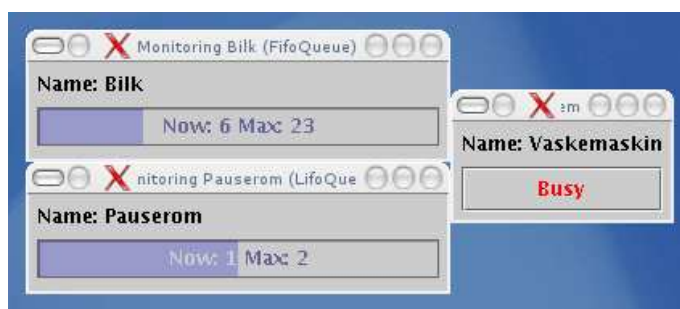 Monitoring Bilk (FifoQueue)
Name: Bilk
Now: 6 Max: 23
nitoring Pauserom (LifoQue
Name: Pauserom
Now: 1 Max: 2
em
Name: Vaskemaskin
Busy